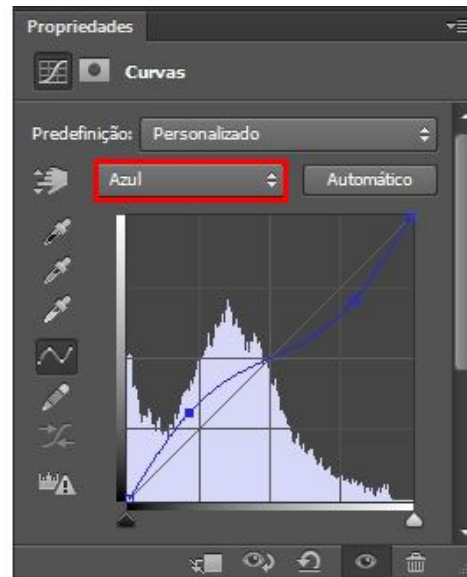 Propriedades
Curvas
Predefinição: Personalizado
Azul Automático